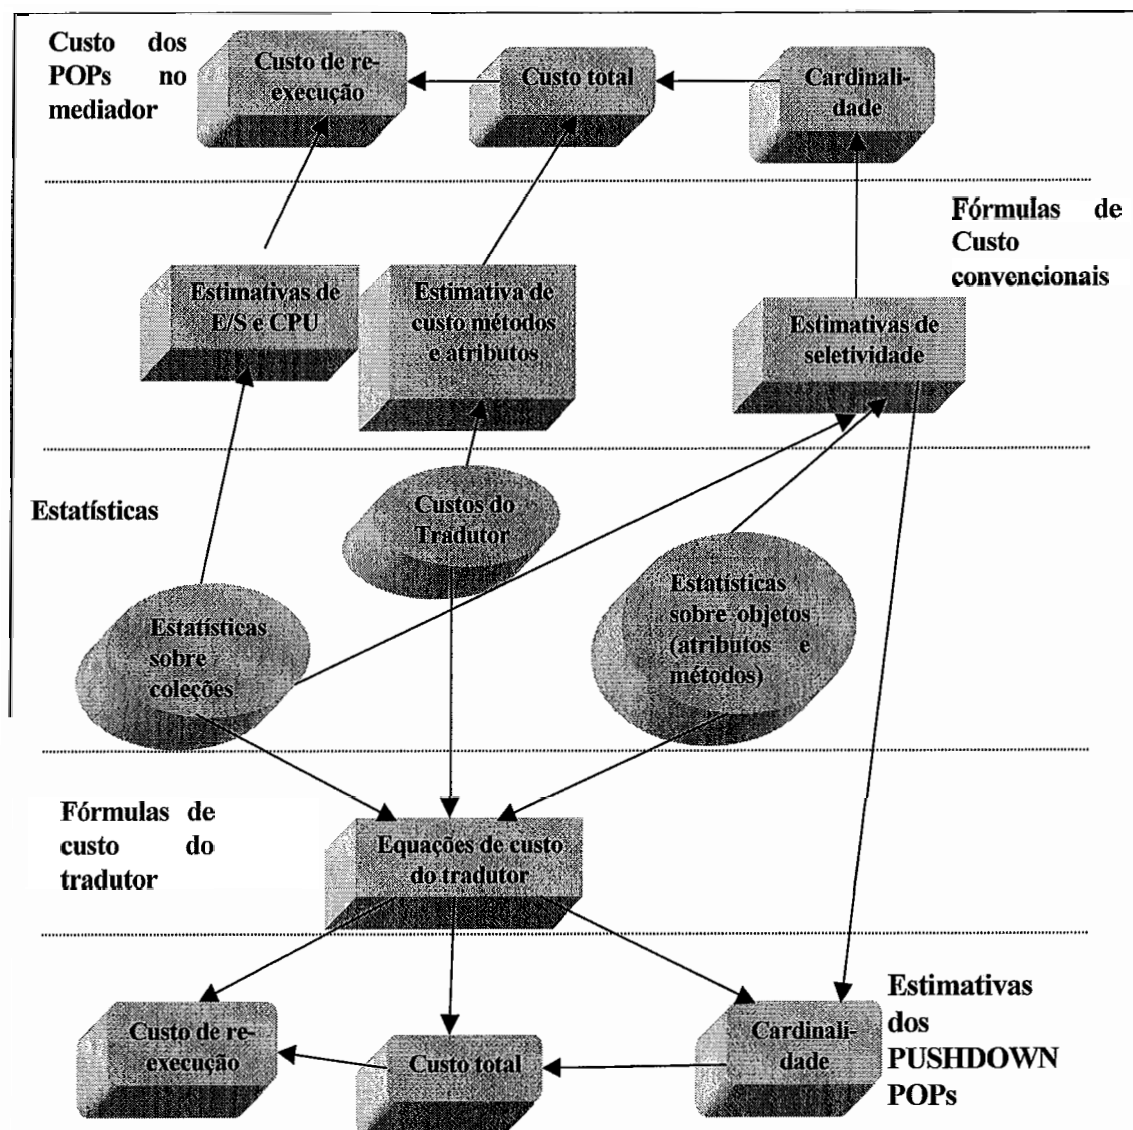 Custo dos
POPs no
mediador
Custo de re-
execução
Custo total
Cardinali-
dade
Fórmulas de
Custo
convencionais
Estimativas de
E/S e CPU
Estimativa de
custo métodos
e atributos
Estimativas de
seletividade
Estatísticas
Custos do
Tradutor
Estatísticas
sobre
coleções
Estatísticas
sobre objetos
(atributos e
métodos)
Fórmulas de
custo do
tradutor
Equações de custo
do tradutor
Custo de re-
execução
Custo total
Cardinali-
dade
Estimativas
dos
PUSHDOWN
POPs